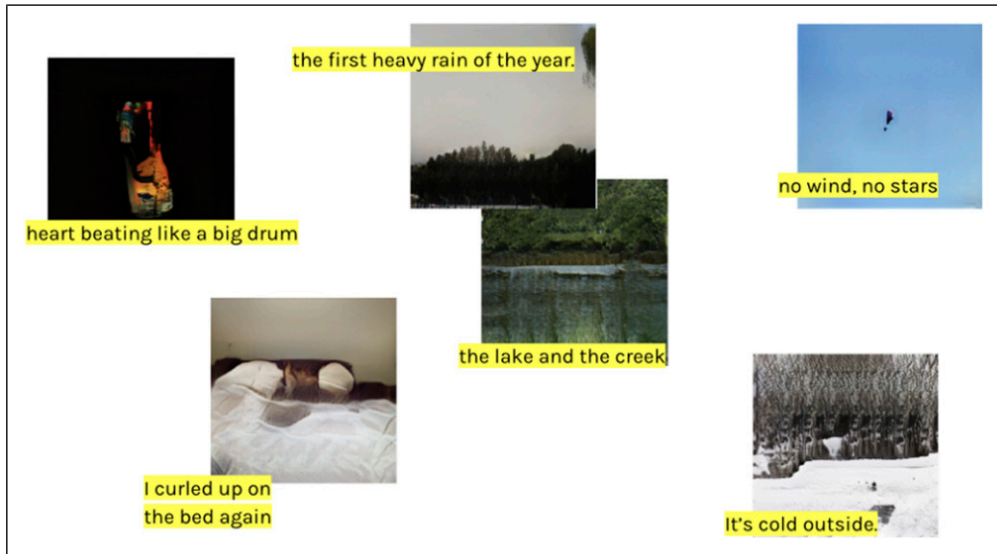 the first heavy rain of the year.
no wind, no stars
heart beating like a big drum
the lake and the creek
I curled up on
the bed again
It's cold outside.